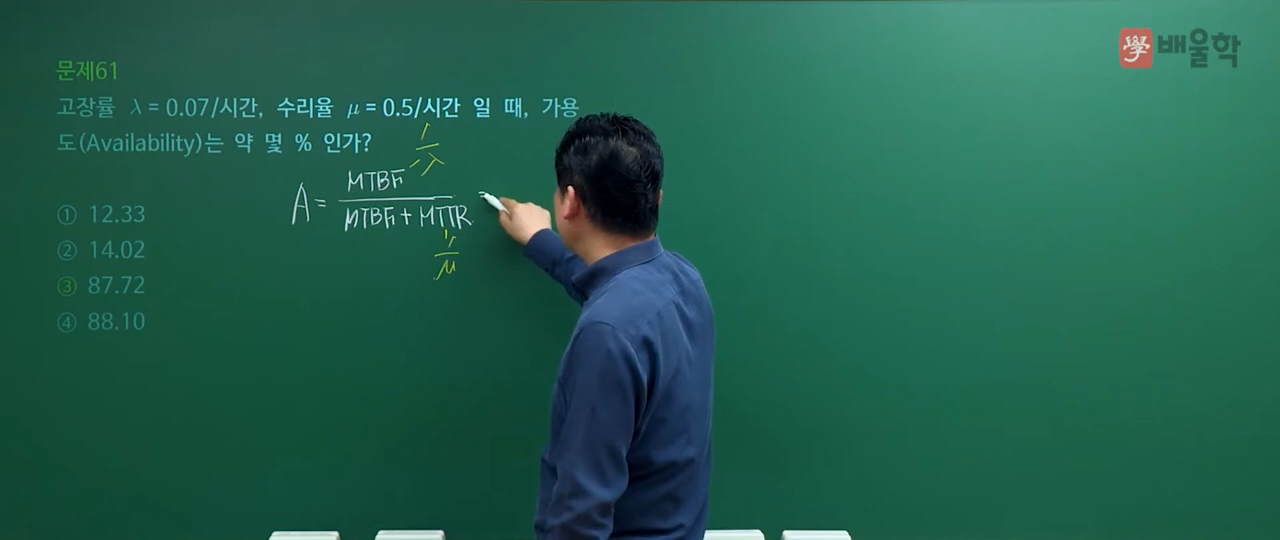 學 배울학
문제61
고장률 λ = 0.07/시간, 수리율 μ = 0.5/시간 일 때, 가용
도(Availability)는 약 몇 % 인가?
① 12.33
② 14.02
③ 87.72
④ 88.10
1/λ
A = MTBF / MTBF + MTTR
1/μ